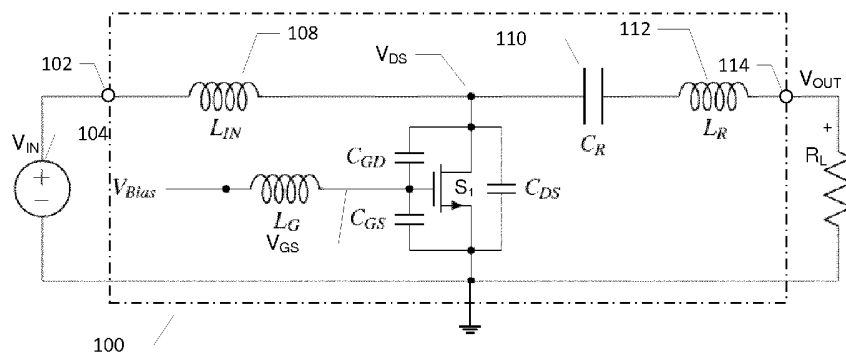 108
110
112
102
V_DS
114
V_OUT
L_IN
C_R
L_R
V_IN
104
+
−
C_GD
+
R_L
V_Bias
S_1
C_DS
L_G
C_GS
V_GS
100